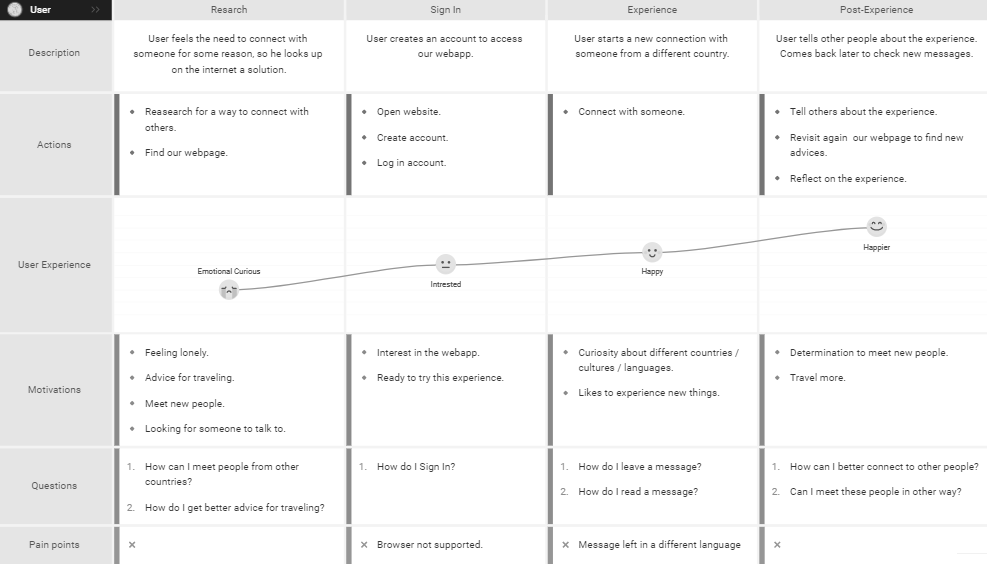 User >>
Resarch
Sign In
Experience
Post-Experience
Description
User feels the need to connect with
someone for some reason, so he looks up
on the internet a solution.
User creates an account to access
our webapp.
User starts a new connection with
someone from a different country.
User tells other people about the experience.
Comes back later to check new messages.
Actions
Reasearch for a way to connect with
others.
Find our webpage.
Open website.
Create account.
Log in account.
Connect with someone.
Tell others about the experience.
Revisit again our webpage to find new
advices.
Reflect on the experience.
User Experience
Emotional Curious
Intrested
Happy
Happier
Motivations
Feeling lonely.
Advice for traveling.
Meet new people.
Looking for someone to talk to.
Interest in the webapp.
Ready to try this experience.
Curiosity about different countries /
cultures / languages.
Likes to experience new things.
Determination to meet new people.
Travel more.
Questions
1. How can I meet people from other
countries?
2. How do I get better advice for traveling?
1. How do I Sign In?
1. How do I leave a message?
2. How do I read a message?
1. How can I better connect to other people?
2. Can I meet these people in other way?
Pain points
Browser not supported.
Message left in a different language